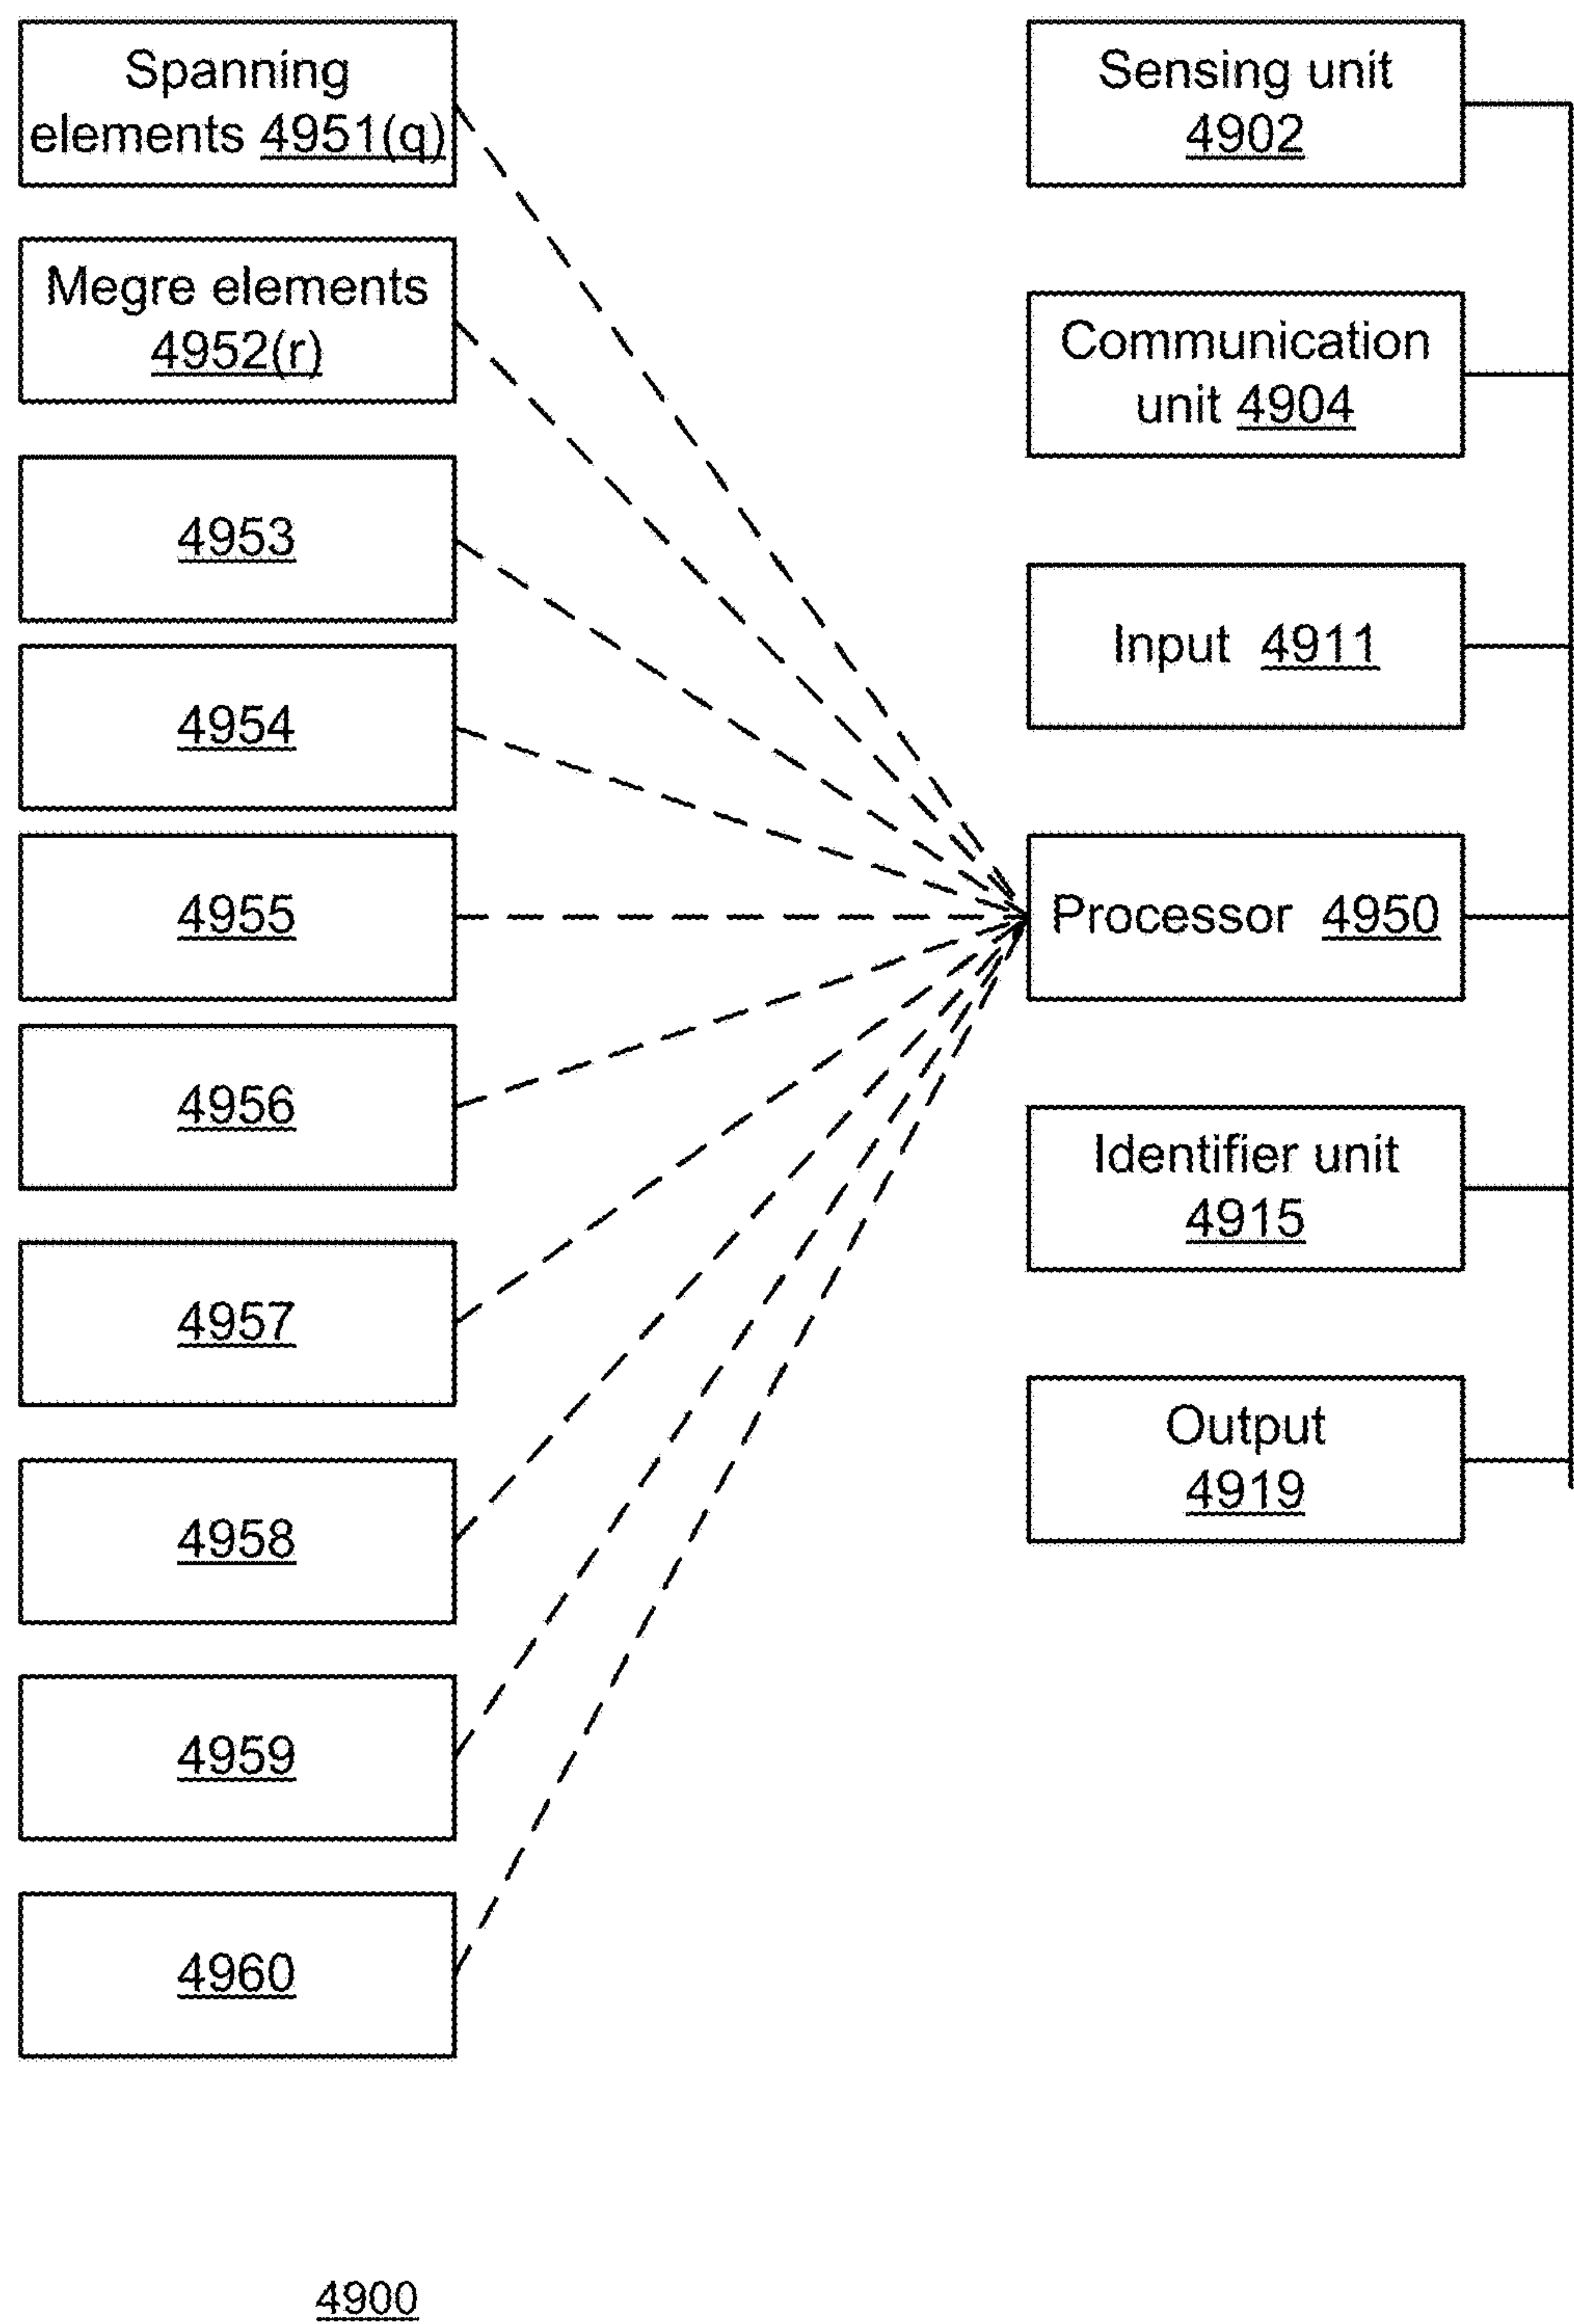 Spanning
elements 4951(q)
Megre elements
4952(r)
4953
4954
4955
4956
4957
4958
4959
4960
Sensing unit
4902
Communication
unit 4904
Input 4911
Processor 4950
Identifier unit
4915
Output
4919
4900